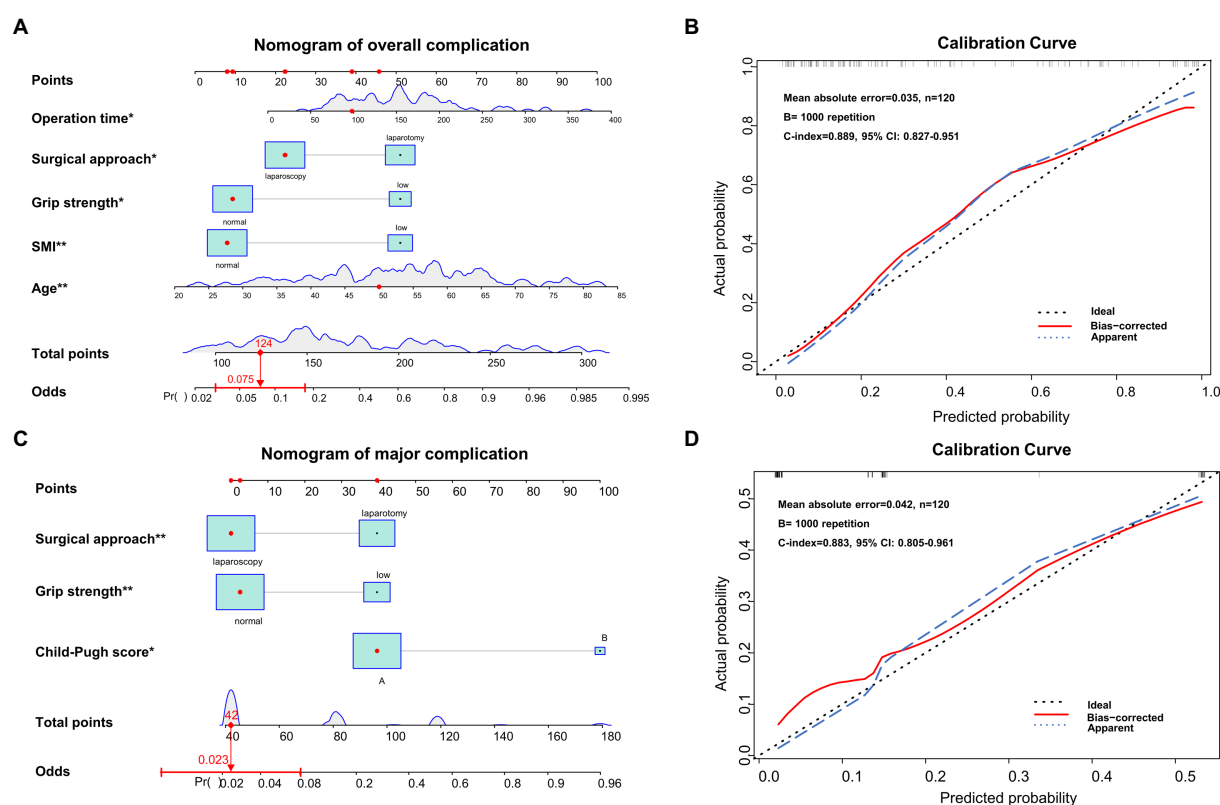 A
Nomogram of overall complication
Points
0 10 20 30 40 50 60 70 80 90 100
Operation time*
0 50 100 150 200 250 300 350 400
Surgical approach*
laparotomy
laparoscopy
Grip strength*
low
normal
SMI**
low
normal
Age**
20 25 30 35 40 45 50 55 60 65 70 75 80 85
Total points
124
100 150 200 250 300
0.075
Odds
Pr( ) 0.02 0.05 0.1 0.2 0.4 0.6 0.8 0.9 0.96 0.985 0.995
B
Calibration Curve
Mean absolute error=0.035, n=120
B= 1000 repetition
C-index=0.889, 95% CI: 0.827-0.951
Actual probability
0.0 0.2 0.4 0.6 0.8 1.0
Ideal
Bias-corrected
Apparent
0.0 0.2 0.4 0.6 0.8 1.0
Predicted probability
C
Nomogram of major complication
Points
0 10 20 30 40 50 60 70 80 90 100
Surgical approach**
laparotomy
laparoscopy
Grip strength**
low
normal
Child-Pugh score*
B
A
Total points
42
40 60 80 100 120 140 160 180
0.023
Odds
Pr( ) 0.02 0.04 0.08 0.2 0.4 0.6 0.8 0.9 0.96
D
Calibration Curve
Mean absolute error=0.042, n=120
B= 1000 repetition
C-index=0.883, 95% CI: 0.805-0.961
Actual probability
0.0 0.1 0.2 0.3 0.4 0.5
Ideal
Bias-corrected
Apparent
0.0 0.1 0.2 0.3 0.4 0.5
Predicted probability